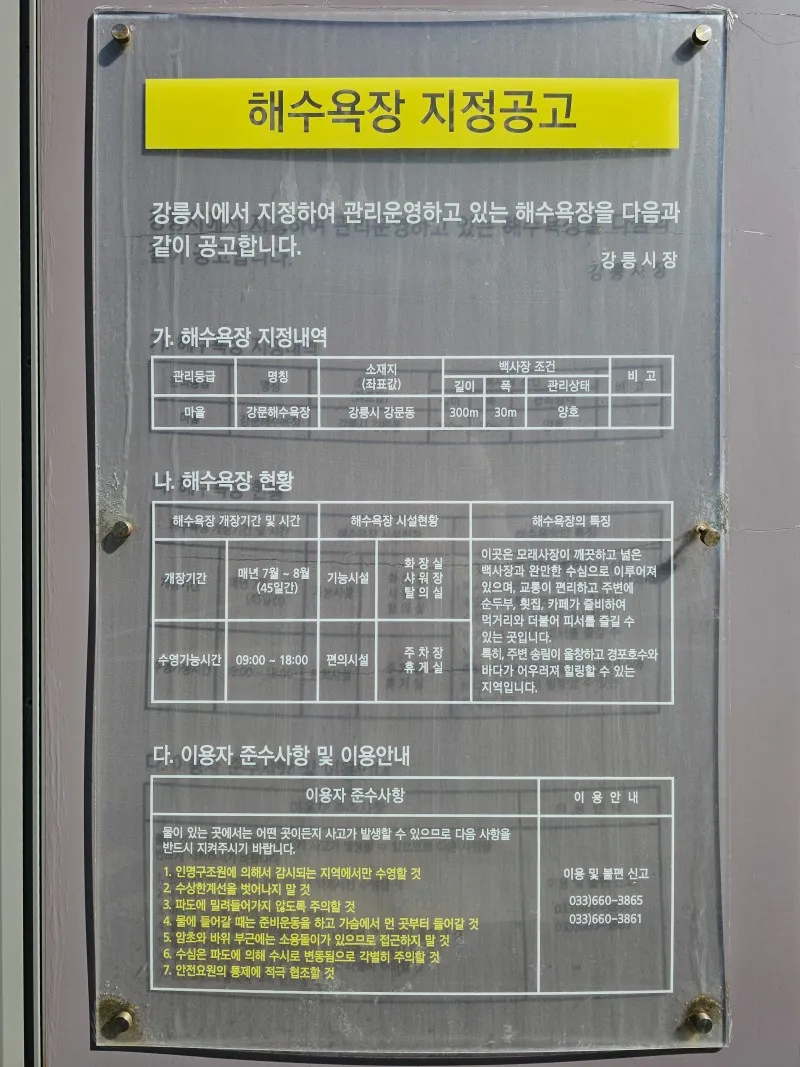 해수욕장 지정공고
강릉시에서 지정하여 관리운영하고 있는 해수욕장을 다음과
같이 공고합니다.
강릉시장
가. 해수욕장 지정내역
관리등급 명칭 소재지 (좌표값) 백사장 조건 비 고
길이 폭 관리상태
마을 강문해수욕장 강릉시 강문동 300m 30m 양호
나. 해수욕장 현황
해수욕장 개장기간 및 시간 해수욕장 시설현황 해수욕장의 특징
개장기간
매년 7월 ~ 8월
(45일간)
기능시설
화장실
샤워장
탈의실
수영가능시간
09:00 ~ 18:00
편의시설
주차장
휴게실
이곳은 모래사장이 깨끗하고 넓은
백사장과 완만한 수심으로 이루어져
있으며, 교통이 편리하고 주변에
순두부, 횟집, 카페가 즐비하여
먹거리와 더불어 피서를 즐길 수
있는 곳입니다.
특히, 주변 송림이 울창하고 경포호수와
바다가 어우러져 힐링할 수 있는
지역입니다.
다. 이용자 준수사항 및 이용안내
이용자 준수사항 이 용 안 내
물이 있는 곳에서는 어떤 곳이든지 사고가 발생할 수 있으므로 다음 사항을
반드시 지켜주시기 바랍니다.
1. 인명구조원에 의해서 감시되는 지역에서만 수영할 것
2. 수상한계선을 벗어나지 말 것
3. 파도에 밀려들어가지 않도록 주의할 것
4. 물에 들어갈 때는 준비운동을 하고 가슴에서 먼 곳부터 들어갈 것
5. 암초와 바위 부근에는 소용돌이가 있으므로 접근하지 말 것
6. 수심은 파도에 의해 수시로 변동됨으로 각별히 주의할 것
7. 안전요원의 통제에 적극 협조할 것
이용 및 불편 신고
033)660-3865
033)660-3861